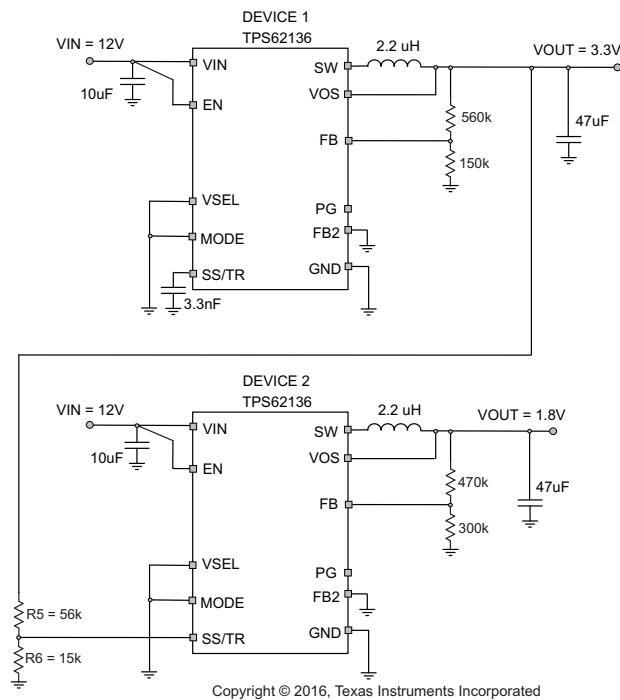 DEVICE 1
TPS62136
VIN = 12V
10uF
VIN
EN
VSEL
MODE
SS/TR
3.3nF
SW
VOS
FB
PG
FB2
GND
2.2 uH
VOUT = 3.3V
560k
150k
47uF
DEVICE 2
TPS62136
VIN = 12V
10uF
VIN
EN
VSEL
MODE
SS/TR
SW
VOS
FB
PG
FB2
GND
2.2 uH
VOUT = 1.8V
470k
300k
47uF
R5 = 56k
R6 = 15k
Copyright © 2016, Texas Instruments Incorporated